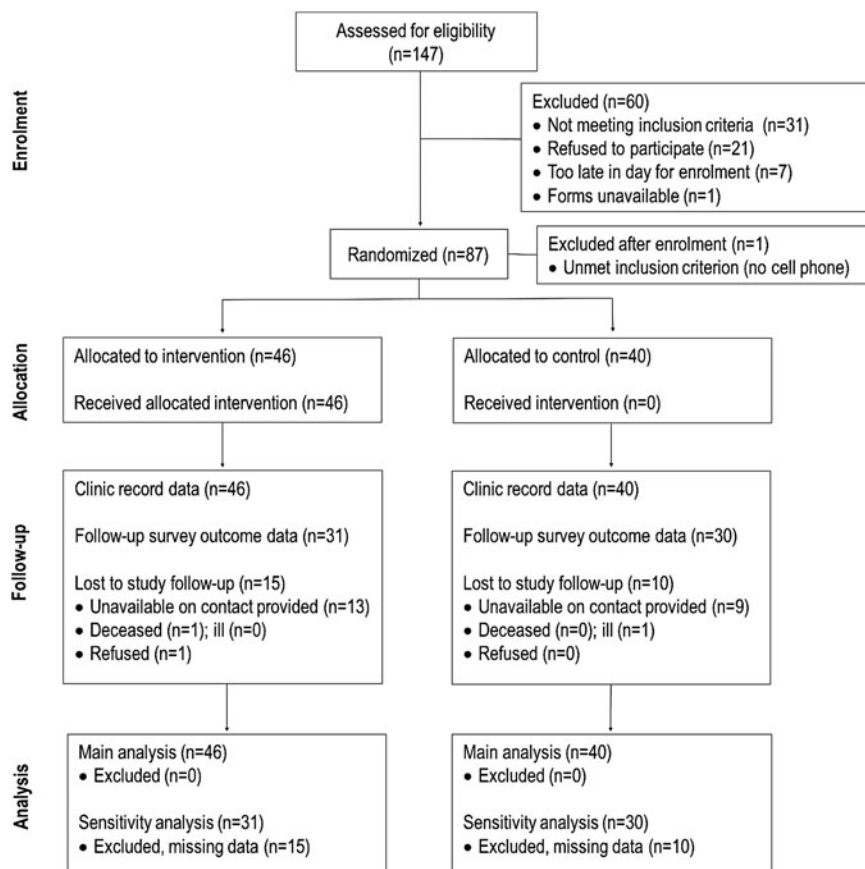 Assessed for eligibility
(n=147)
Enrolment
Excluded (n=60)
● Not meeting inclusion criteria (n=31)
● Refused to participate (n=21)
● Too late in day for enrolment (n=7)
● Forms unavailable (n=1)
Randomized (n=87)
Excluded after enrolment (n=1)
● Unmet inclusion criterion (no cell phone)
Allocation
Allocated to intervention (n=46)
Received allocated intervention (n=46)
Allocated to control (n=40)
Received intervention (n=0)
Follow-up
Clinic record data (n=46)
Follow-up survey outcome data (n=31)
Lost to study follow-up (n=15)
● Unavailable on contact provided (n=13)
● Deceased (n=1); ill (n=0)
● Refused (n=1)
Clinic record data (n=40)
Follow-up survey outcome data (n=30)
Lost to study follow-up (n=10)
● Unavailable on contact provided (n=9)
● Deceased (n=0); ill (n=1)
● Refused (n=0)
Analysis
Main analysis (n=46)
● Excluded (n=0)
Sensitivity analysis (n=31)
● Excluded, missing data (n=15)
Main analysis (n=40)
● Excluded (n=0)
Sensitivity analysis (n=30)
● Excluded, missing data (n=10)